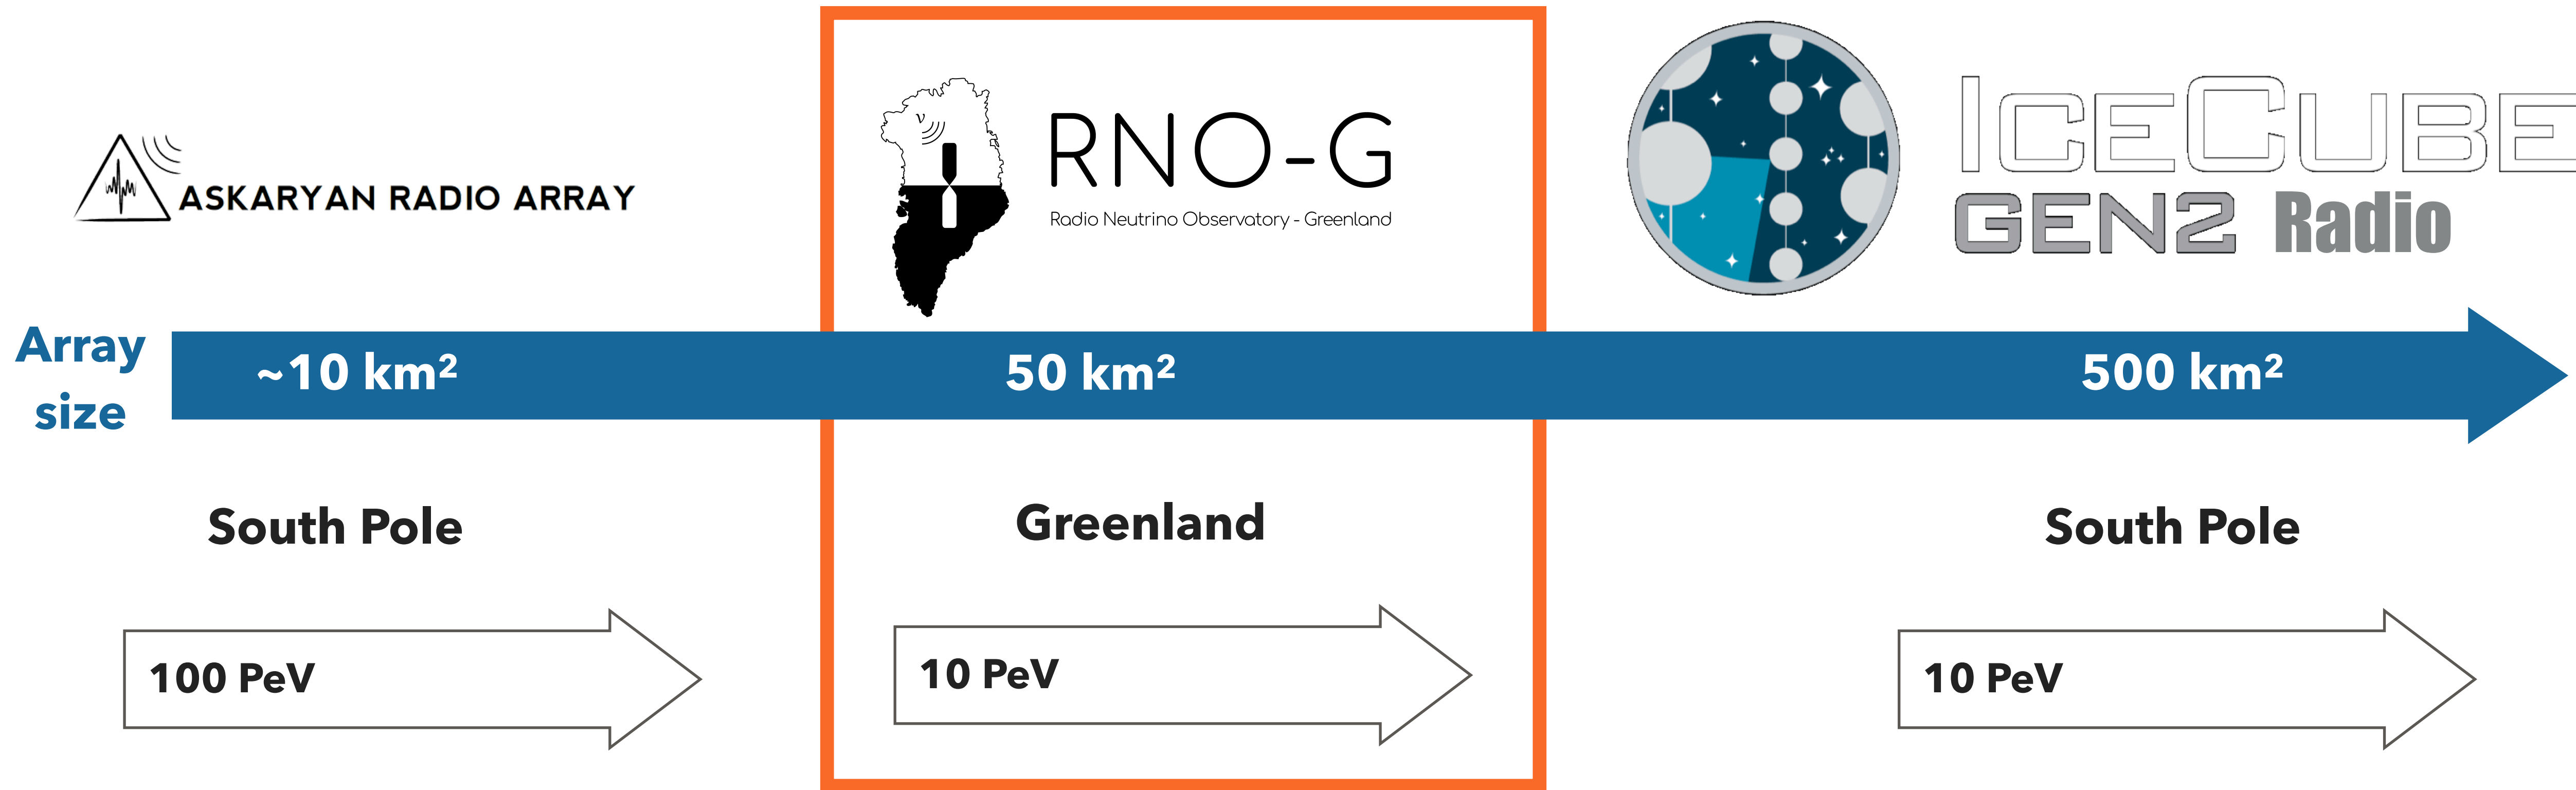 ASKARYAN RADIO ARRAY
ν
RNO-G
Radio Neutrino Observatory - Greenland
ICECUBE
GEN2 Radio
Array
size
~10 km²
50 km²
500 km²
South Pole
Greenland
South Pole
100 PeV
10 PeV
10 PeV